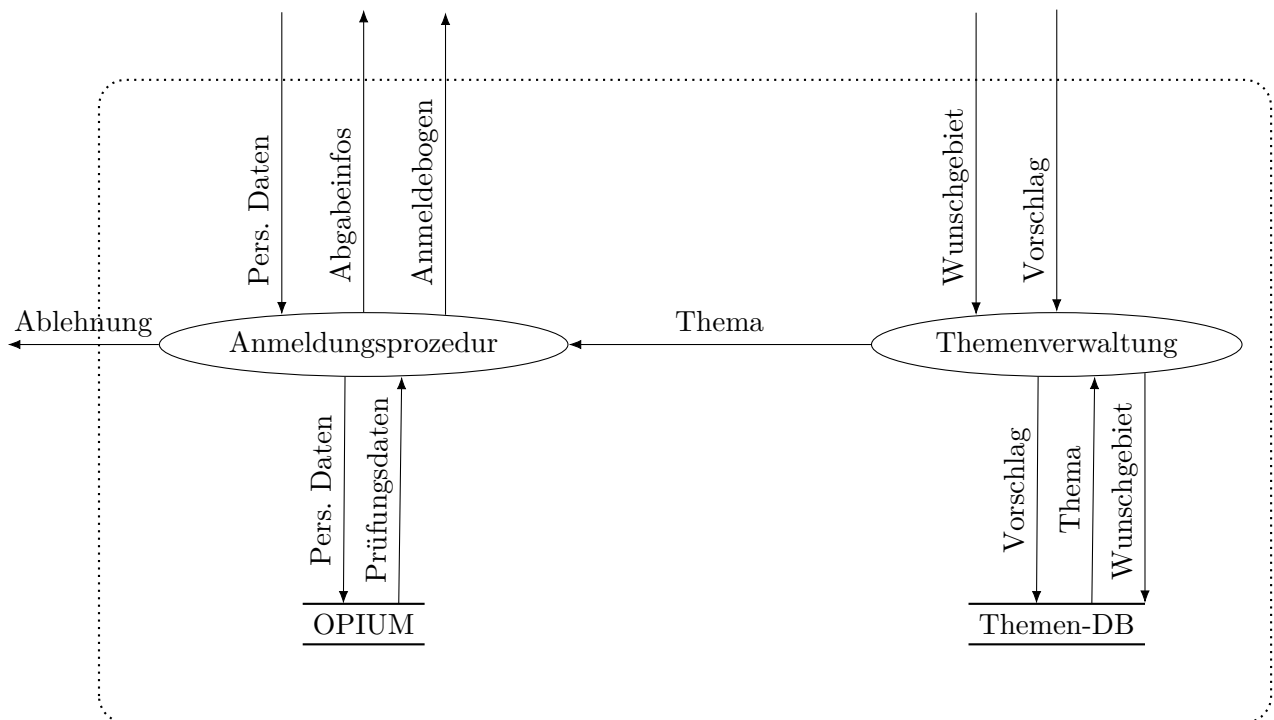 Pers. Daten
Abgabeinfos
Anmeldebogen
Wunschgebiet
Vorschlag
Ablehnung
Anmeldungsprozedur
Thema
Themenverwaltung
Pers. Daten
Prüfungsdaten
Vorschlag
Thema
Wunschgebiet
OPIUM
Themen-DB